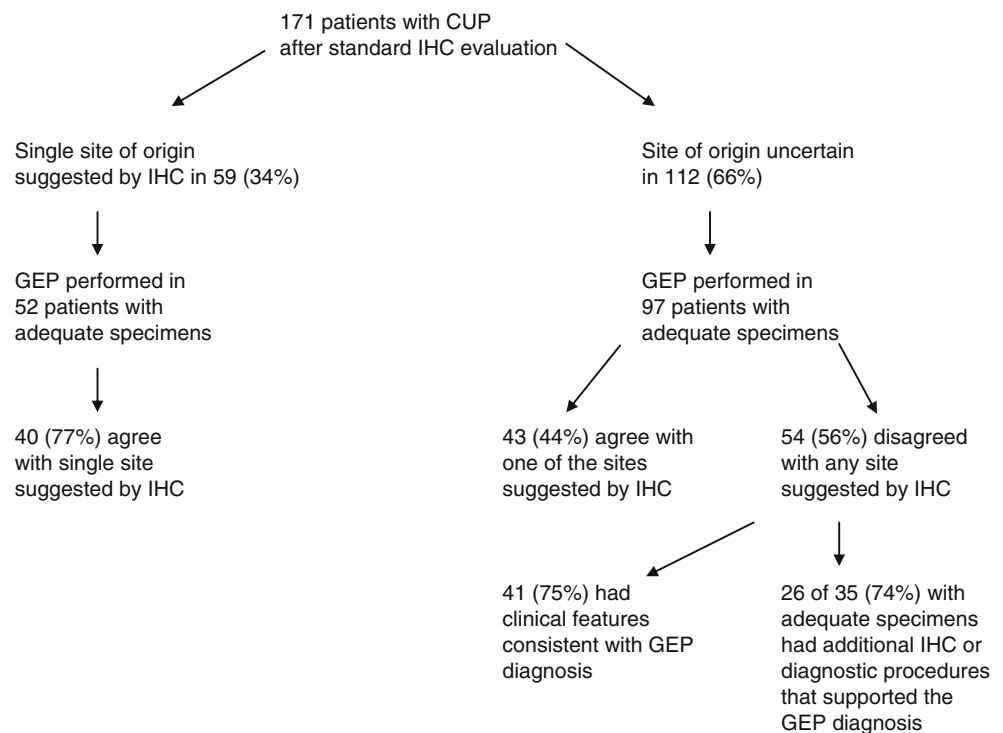 171 patients with CUP
after standard IHC evaluation
Single site of origin
suggested by IHC in 59 (34%)
Site of origin uncertain
in 112 (66%)
GEP performed in
52 patients with
adequate specimens
GEP performed in
97 patients with
adequate specimens
40 (77%) agree
with single site
suggested by IHC
43 (44%) agree with
one of the sites
suggested by IHC
54 (56%) disagreed
with any site
suggested by IHC
41 (75%) had
clinical features
consistent with GEP
diagnosis
26 of 35 (74%) with
adequate specimens
had additional IHC or
diagnostic procedures
that supported the
GEP diagnosis